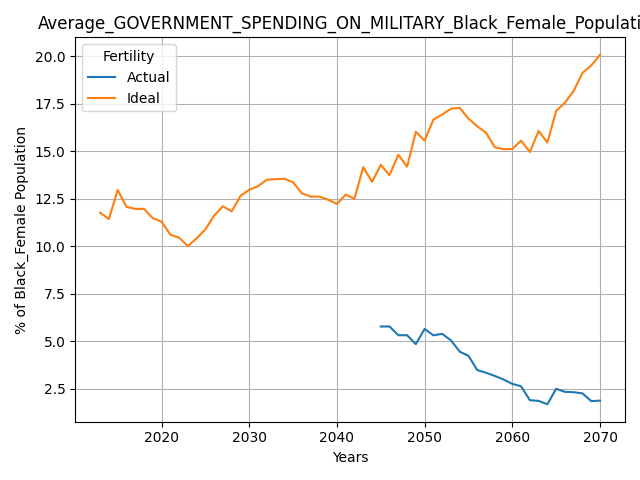 Average_GOVERNMENT_SPENDING_ON_MILITARY_Black_Female_Populati
Fertility
Actual
Ideal
% of Black_Female Population
20.0
17.5
15.0
12.5
10.0
7.5
5.0
2.5
2020 2030 2040 2050 2060 2070
Years